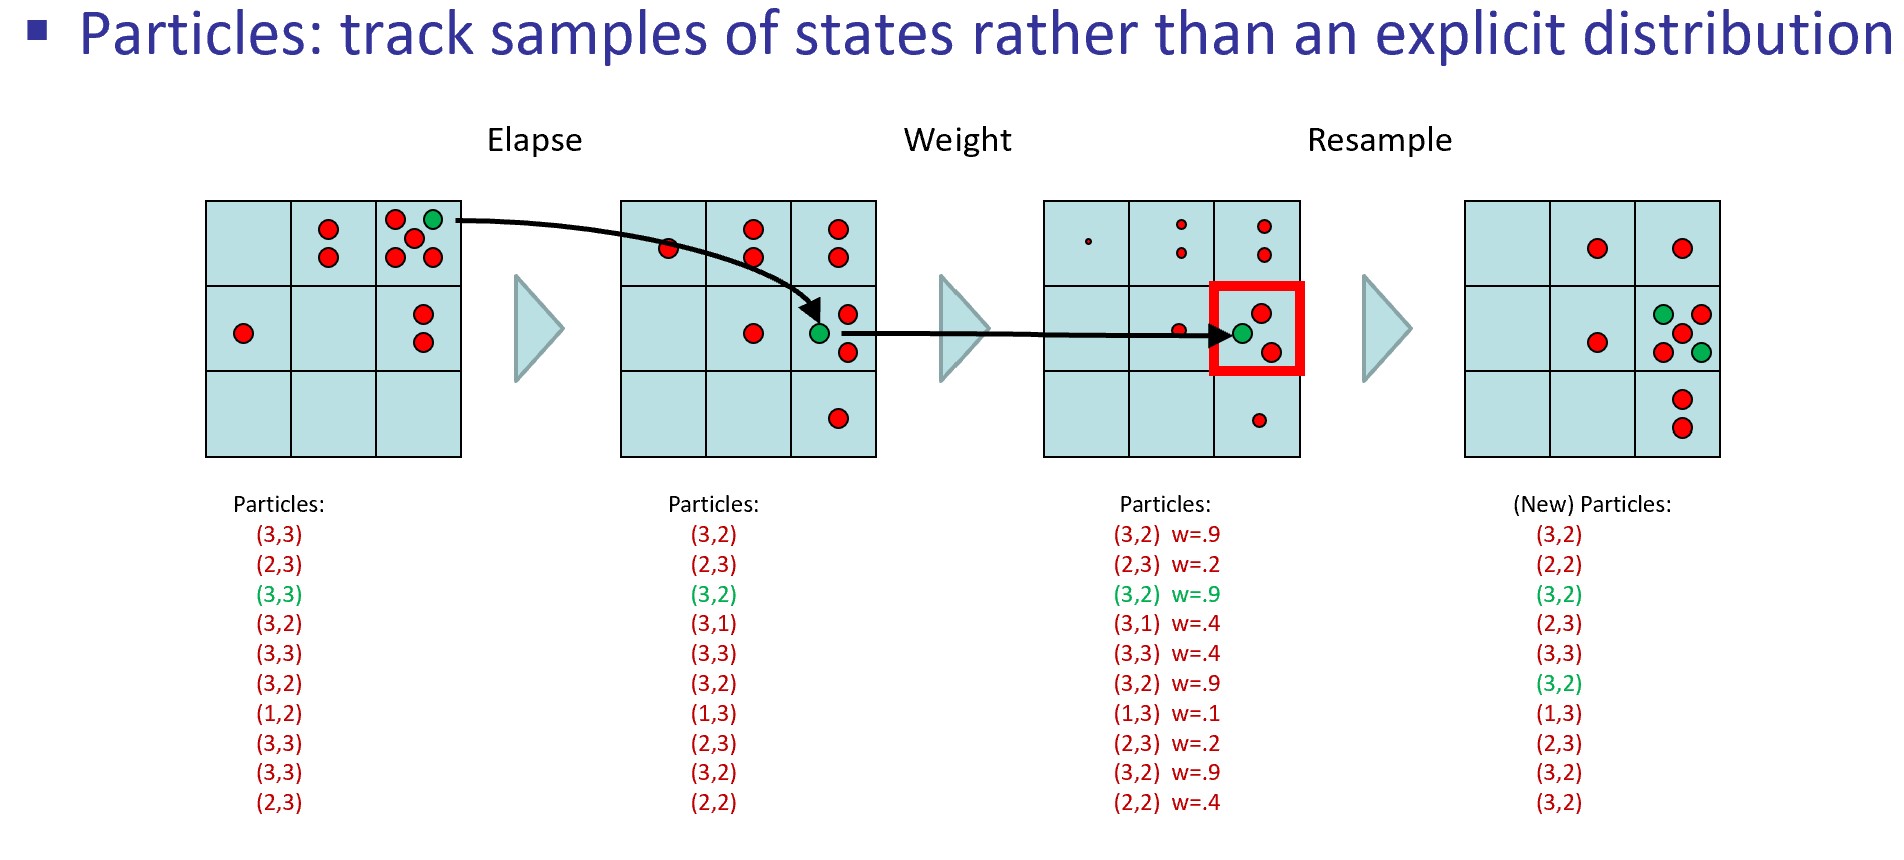 ▪ Particles: track samples of states rather than an explicit distribution
Elapse Weight Resample
Particles: Particles: Particles: (New) Particles:
(3,3) (3,2) (3,2) w=.9 (3,2)
(2,3) (2,3) (2,3) w=.2 (2,2)
(3,3) (3,2) (3,2) w=.9 (3,2)
(3,2) (3,1) (3,1) w=.4 (2,3)
(3,3) (3,3) (3,3) w=.4 (3,3)
(3,2) (3,2) (3,2) w=.9 (3,2)
(1,2) (1,3) (1,3) w=.1 (1,3)
(3,3) (2,3) (2,3) w=.2 (2,3)
(3,3) (3,2) (3,2) w=.9 (3,2)
(2,3) (2,2) (2,2) w=.4 (3,2)